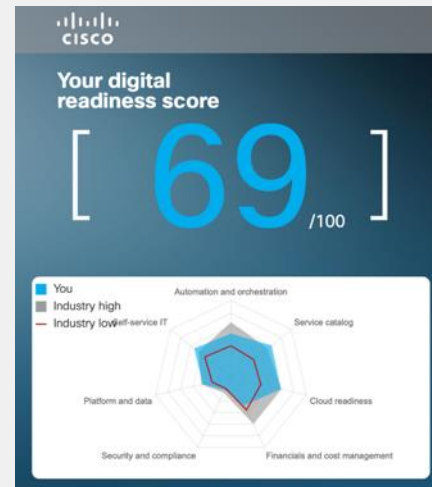 CISCO
Your digital
readiness score
[ 69 /100 ]
You
Industry high
Industry low
Automation and orchestration
Self-service IT
Service catalog
Platform and data
Cloud readiness
Security and compliance
Financials and cost management